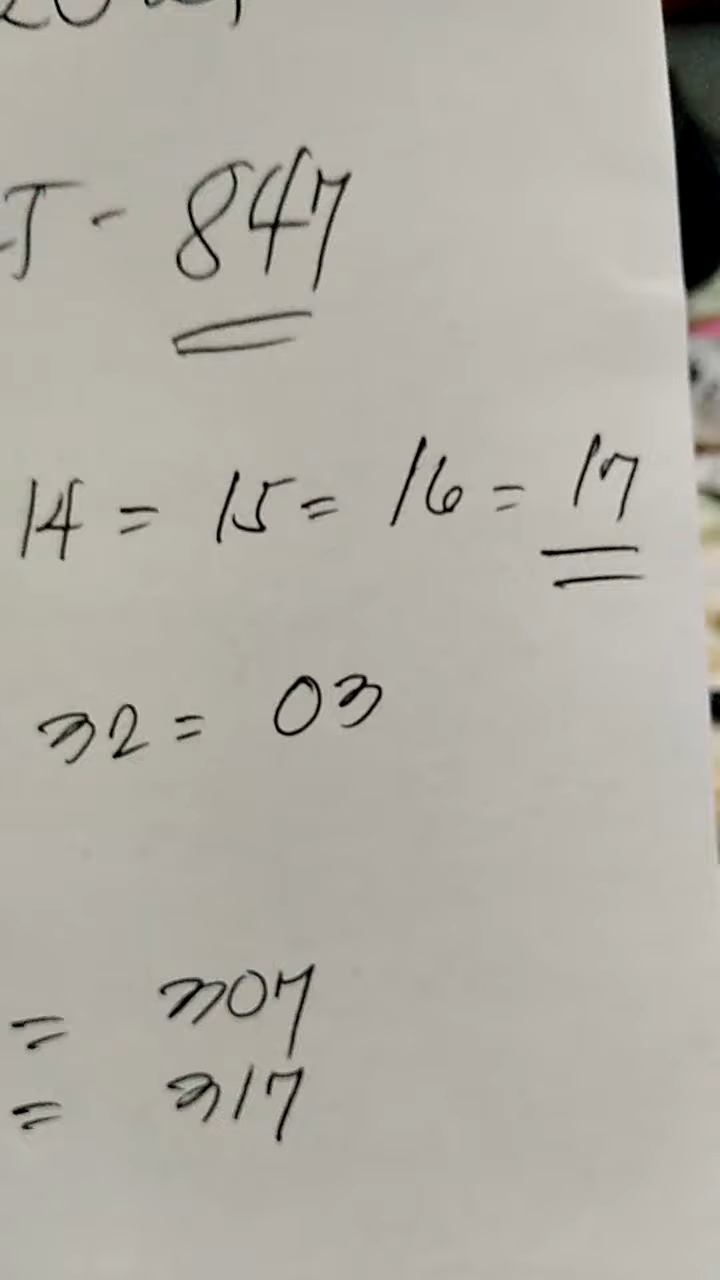 T - 847
14 = 15 = 16 = 17
32 = 03
= 307
= 317